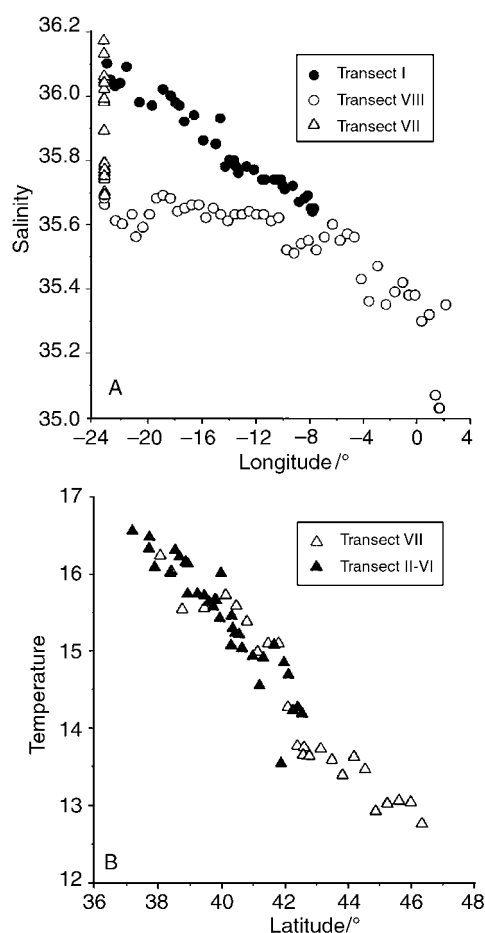 36.2
36.0
35.8
35.6
35.4
35.2
35.0
Salinity
Transect I
Transect VIII
Transect VII
A
−24 −20 −16 −12 −8 −4 0 4
Longitude/°
17
16
15
14
13
12
Temperature
Transect VII
Transect II-VI
B
36 38 40 42 44 46 48
Latitude/°